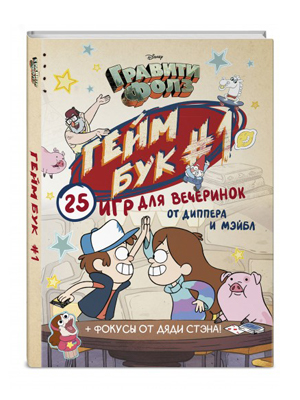 Disney
ГРАВИТИ
ФОЛЗ
ГЕЙМ
БУК #1
25 ИГР ДЛЯ ВЕЧЕРИНОК
ОТ ДИППЕРА
И МЭЙБЛ
+ ФОКУСЫ ОТ ДЯДИ СТЭНА!
ГЕЙМ БУК #1